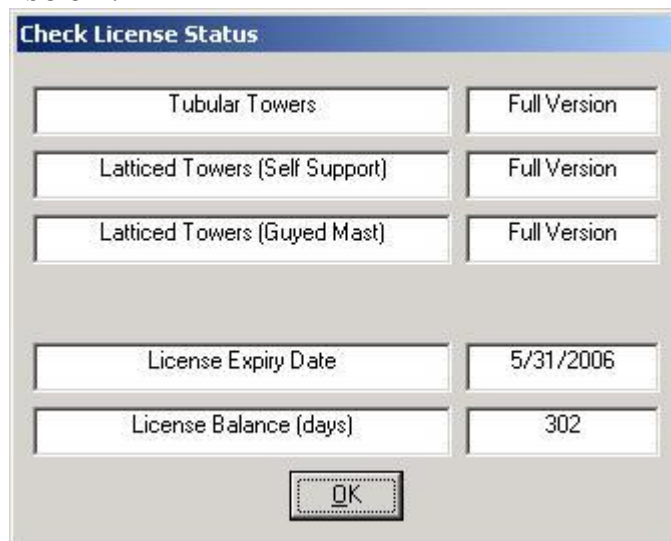 Check License Status
Tubular Towers Full Version
Latticed Towers (Self Support) Full Version
Latticed Towers (Guyed Mast) Full Version
License Expiry Date 5/31/2006
License Balance (days) 302
OK